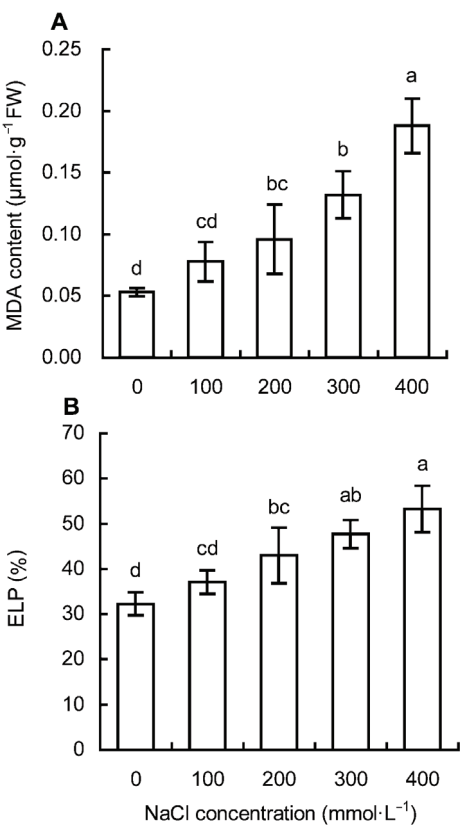 A
0.25
0.20
0.15
0.10
0.05
0.00
MDA content (μmol·g⁻¹ FW)
d
cd
bc
b
a
0 100 200 300 400
B
70
60
50
40
30
20
10
0
ELP (%)
d
cd
bc
ab
a
0 100 200 300 400
NaCl concentration (mmol·L⁻¹)